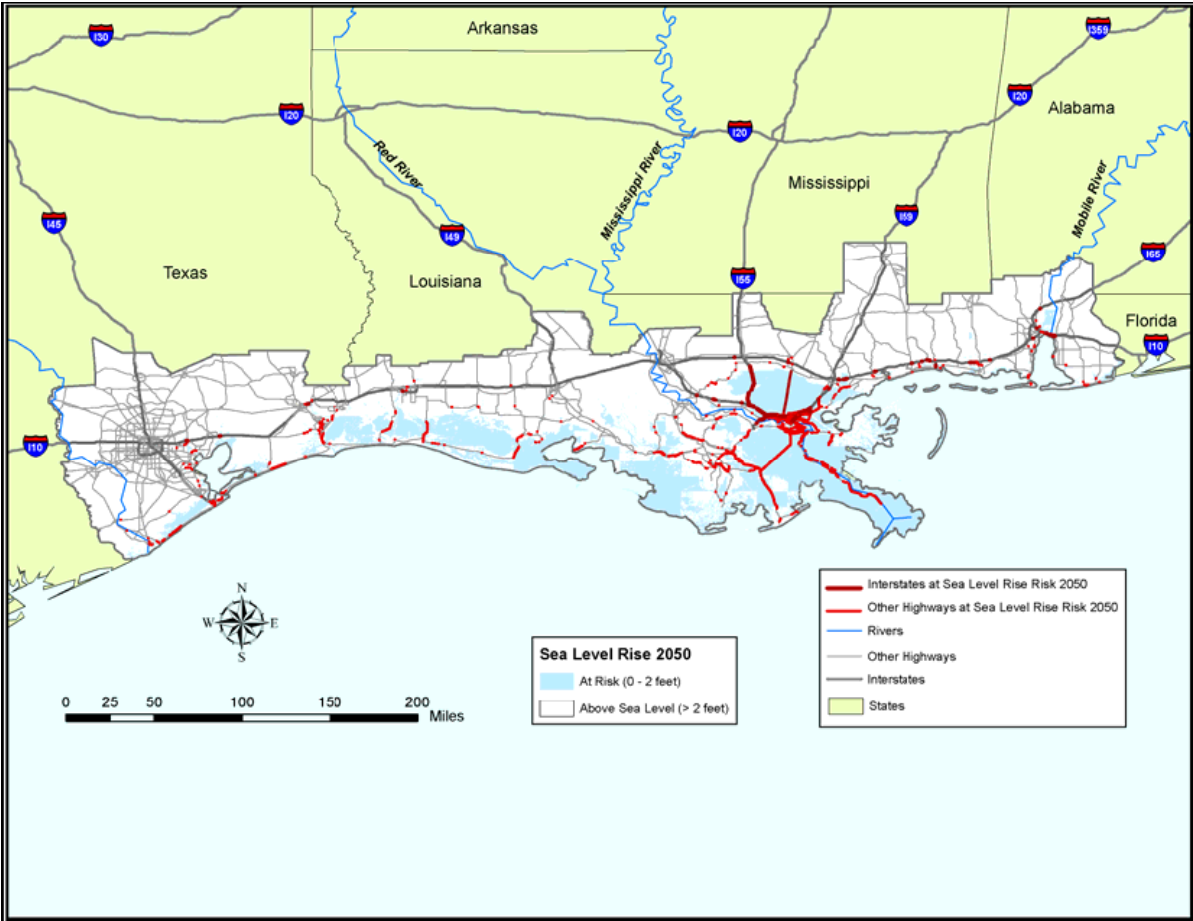 Arkansas
I30
I359
I20
Alabama
I20
I20
Red River
Mississippi River
Mississippi
Mobile River
I45
I59
I49
I65
Texas
Louisiana
I55
Florida
I10
I10
N
W E
S
Interstates at Sea Level Rise Risk 2050
Other Highways at Sea Level Rise Risk 2050
Rivers
Other Highways
Interstates
States
Sea Level Rise 2050
At Risk (0 - 2 feet)
Above Sea Level (> 2 feet)
0 25 50 100 150 200
Miles